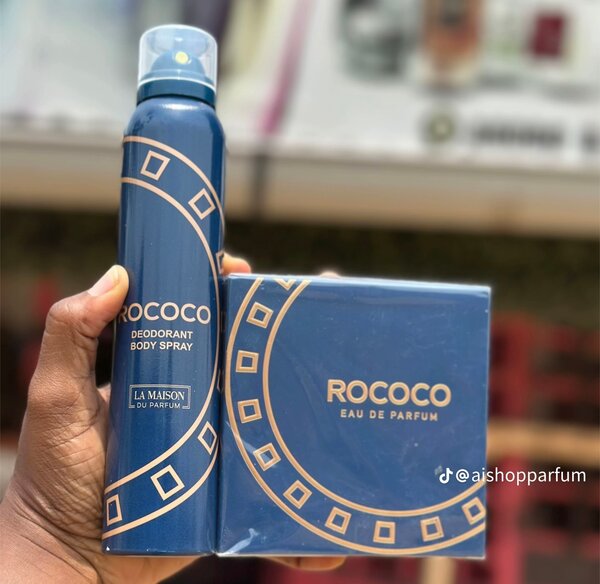 ROCOCO
DEODORANT
BODY SPRAY
LA MAISON
DU PARFUM
ROCOCO
EAU DE PARFUM
@aishopparfum